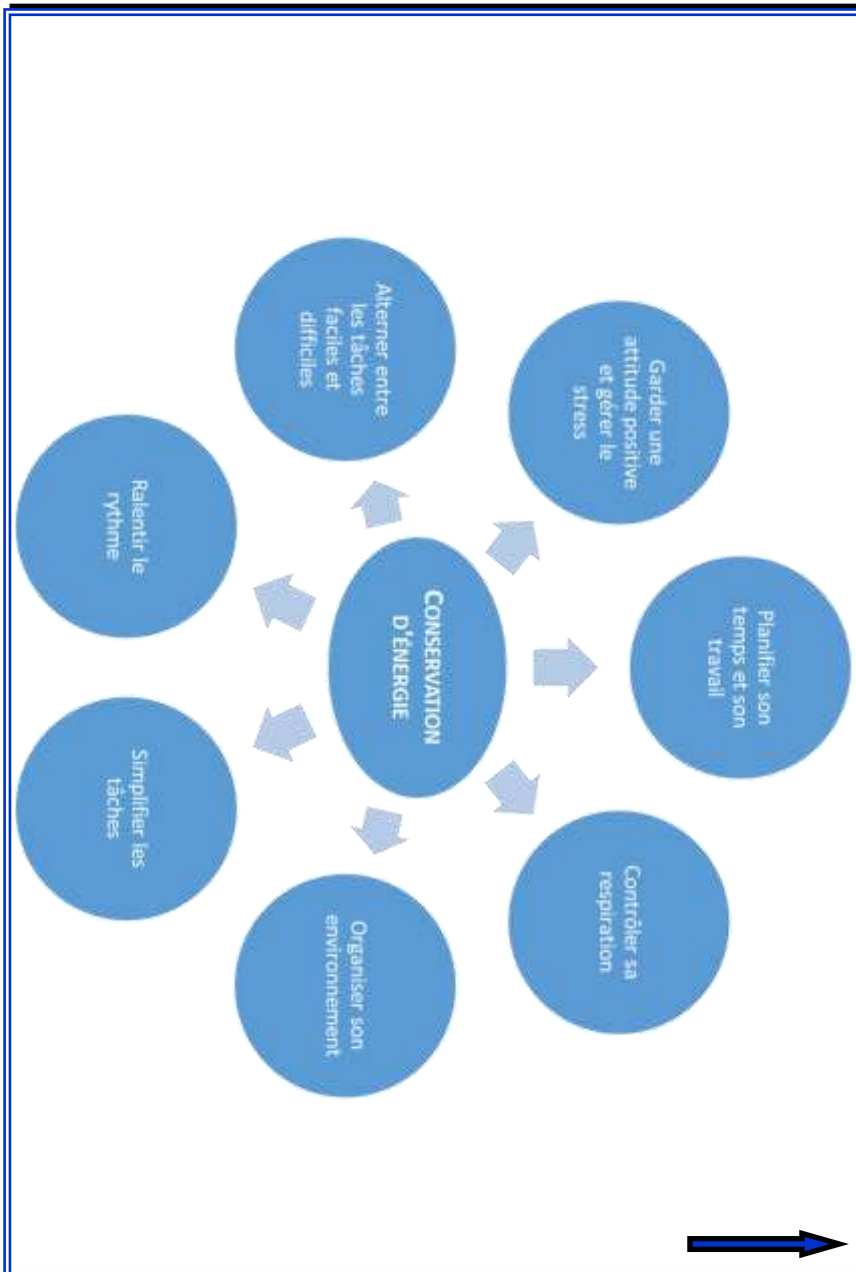 Planifier son
temps et son
travail
Contrôler sa
respiration
Organiser son
environnement
Simplifier les
tâches
Ralentir le
rythme
Alterner entre
les tâches
faciles et
difficiles
Garder une
attitude positive
et gérer le
stress
CONSERVATION
D'ÉNERGIE